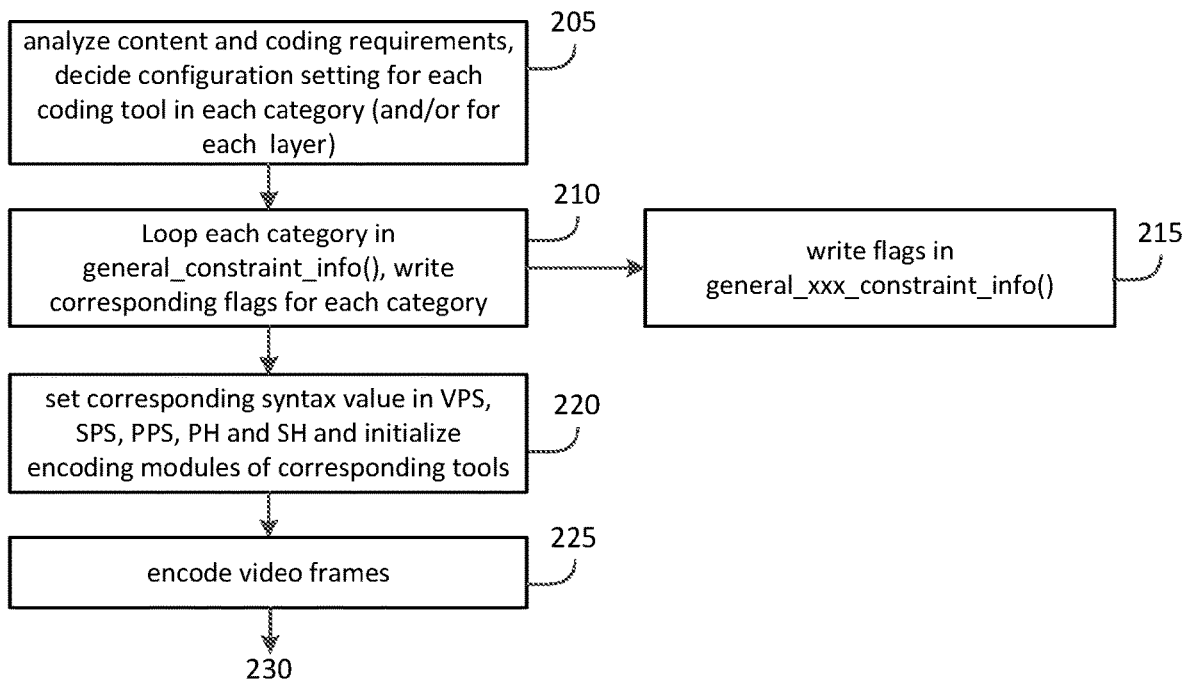 205
analyze content and coding requirements,
decide configuration setting for each
coding tool in each category (and/or for
each layer)
210
Loop each category in
general_constraint_info(), write
corresponding flags for each category
215
write flags in
general_xxx_constraint_info()
220
set corresponding syntax value in VPS,
SPS, PPS, PH and SH and initialize
encoding modules of corresponding tools
225
encode video frames
230